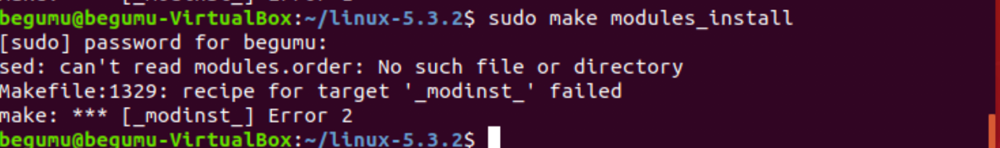 begumu@begumu-VirtualBox:~/linux-5.3.2$ sudo make modules_install
[sudo] password for begumu:
sed: can't read modules.order: No such file or directory
Makefile:1329: recipe for target '_modinst_' failed
make: *** [_modinst_] Error 2
begumu@begumu-VirtualBox:~/linux-5.3.2$